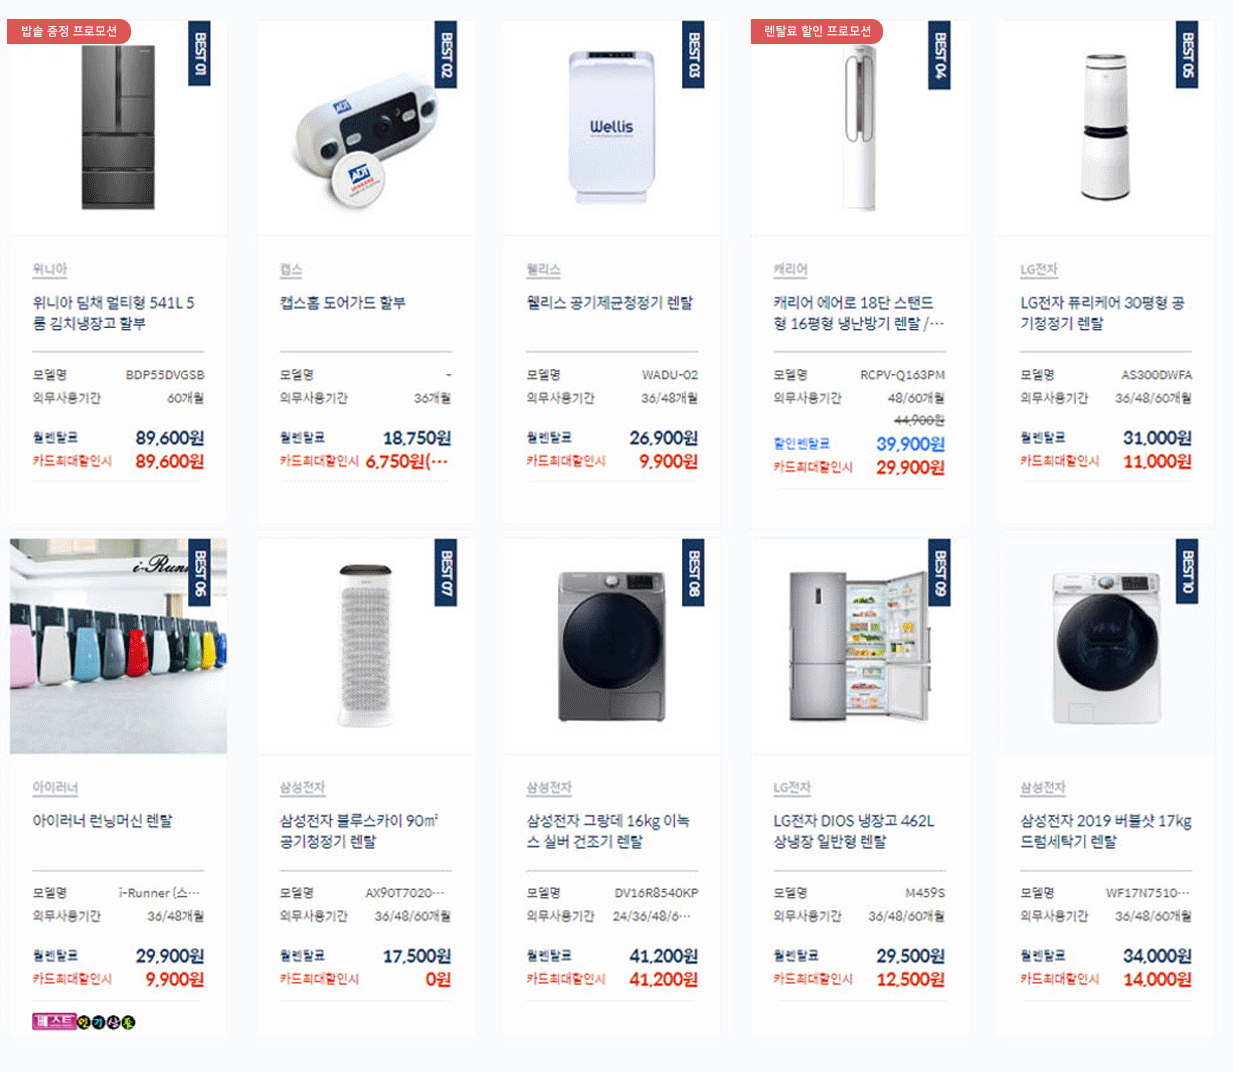 밥솥 증정 프로모션
BEST 01
위니아
위니아 딤채 멀티형 541L 5
룸 김치냉장고 할부
모델명 BDP55DVGSB
의무사용기간 60개월
월렌탈료 89,600원
카드최대할인시 89,600원
BEST 02
ADT
ADT
캡스
캡스홈 도어가드 할부
모델명 -
의무사용기간 36개월
월렌탈료 18,750원
카드최대할인시 6,750원(···
BEST 03
Wellis
웰리스
웰리스 공기제균청정기 렌탈
모델명 WADU-02
의무사용기간 36/48개월
월렌탈료 26,900원
카드최대할인시 9,900원
렌탈료 할인 프로모션
BEST 04
캐리어
캐리어 에어로 18단 스탠드
형 16평형 냉난방기 렌탈 /···
모델명 RCPV-Q163PM
의무사용기간 48/60개월
44,900원
할인렌탈료 39,900원
카드최대할인시 29,900원
BEST 05
LG전자
LG전자 퓨리케어 30평형 공
기청정기 렌탈
모델명 AS300DWFA
의무사용기간 36/48/60개월
월렌탈료 31,000원
카드최대할인시 11,000원
i-Runn
BEST 06
아이러너
아이러너 런닝머신 렌탈
모델명 i-Runner (스···
의무사용기간 36/48개월
월렌탈료 29,900원
카드최대할인시 9,900원
베스트인기상품
BEST 07
삼성전자
삼성전자 블루스카이 90㎡
공기청정기 렌탈
모델명 AX90T7020···
의무사용기간 36/48/60개월
월렌탈료 17,500원
카드최대할인시 0원
BEST 08
삼성전자
삼성전자 그랑데 16kg 이녹
스 실버 건조기 렌탈
모델명 DV16R8540KP
의무사용기간 24/36/48/6···
월렌탈료 41,200원
카드최대할인시 41,200원
BEST 09
LG전자
LG전자 DIOS 냉장고 462L
상냉장 일반형 렌탈
모델명 M459S
의무사용기간 36/48/60개월
월렌탈료 29,500원
카드최대할인시 12,500원
BEST 10
삼성전자
삼성전자 2019 버블샷 17kg
드럼세탁기 렌탈
모델명 WF17N7510···
의무사용기간 36/48/60개월
월렌탈료 34,000원
카드최대할인시 14,000원